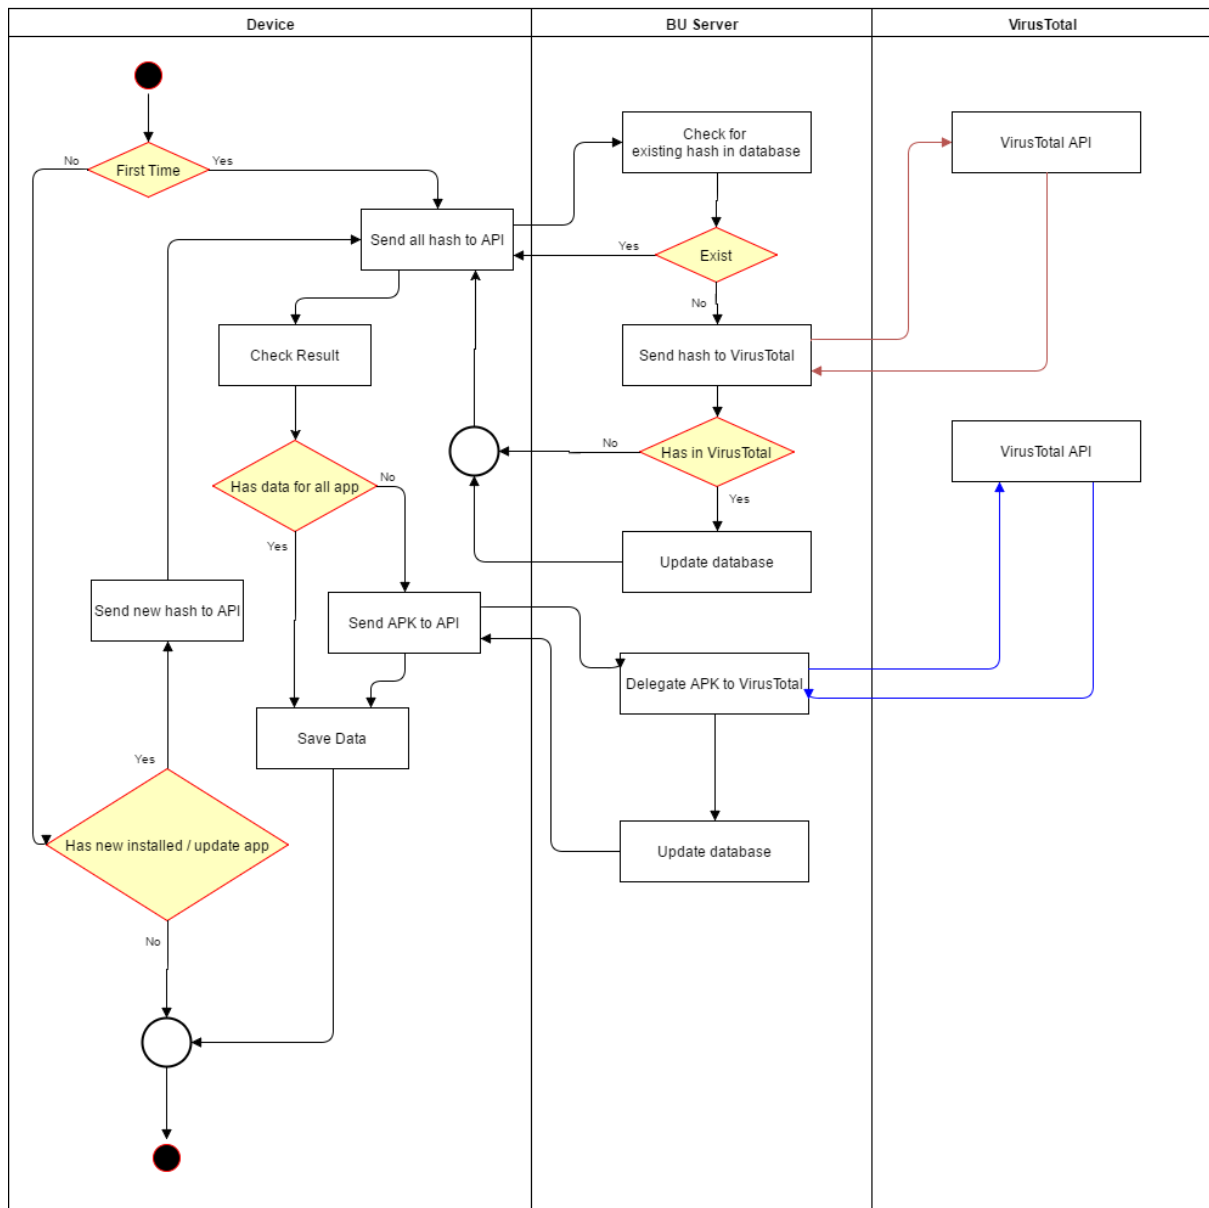 Device
BU Server
VirusTotal
Check for
existing hash in database
VirusTotal API
No
First Time
Yes
Send all hash to API
Yes
Exist
No
Check Result
Send hash to VirusTotal
No
Has in VirusTotal
VirusTotal API
Has data for all app
No
Yes
Yes
Update database
Send new hash to API
Send APK to API
Delegate APK to VirusTotal
Save Data
Yes
Has new installed / update app
Update database
No